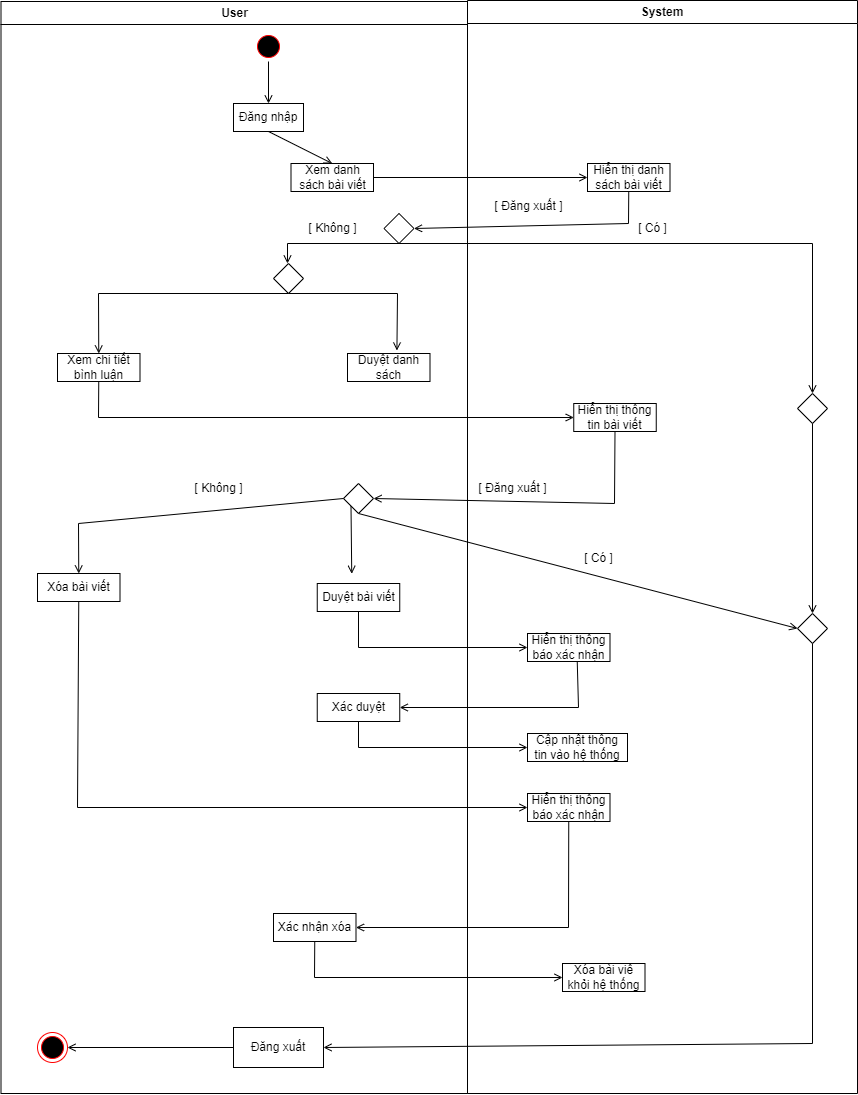 User
System
Đăng nhập
Xem danh
sách bài viết
Hiển thị danh
sách bài viết
[ Đăng xuất ]
[ Không ]
[ Có ]
Xem chi tiết
bình luận
Duyệt danh
sách
Hiển thị thông
tin bài viết
[ Không ]
[ Đăng xuất ]
[ Có ]
Xóa bài viết
Duyệt bài viết
Hiển thị thông
báo xác nhận
Xác duyệt
Cập nhật thông
tin vào hệ thống
Hiển thị thông
báo xác nhận
Xác nhận xóa
Xóa bài viê
khỏi hệ thống
Đăng xuất